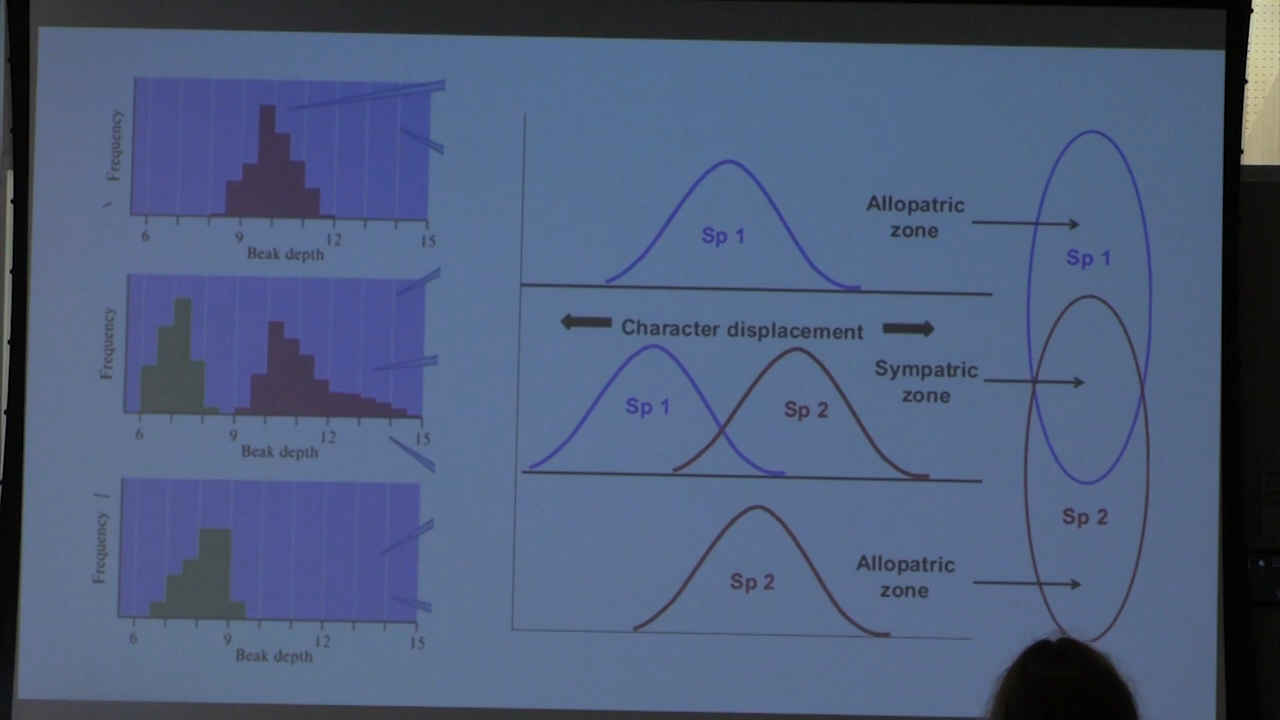 Frequency
6 9 12 15
Beak depth
Frequency
6 9 12 15
Beak depth
Frequency
6 9 12 15
Beak depth
Sp 1
Allopatric
zone
Sp 1
Character displacement
Sp 1
Sp 2
Sympatric
zone
Sp 2
Sp 2
Allopatric
zone